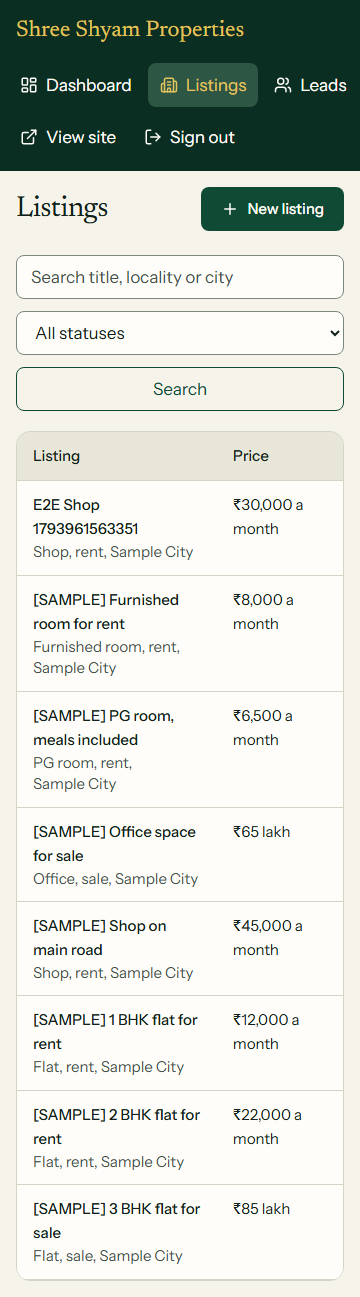 Shree Shyam Properties
Dashboard
Listings
Leads
View site
Sign out
Listings
New listing
Search title, locality or city
All statuses
Search
Listing Price
E2E Shop ₹30,000 a
1793961563351 month
Shop, rent, Sample City
[SAMPLE] Furnished ₹8,000 a
room for rent month
Furnished room, rent,
Sample City
[SAMPLE] PG room, ₹6,500 a
meals included month
PG room, rent,
Sample City
[SAMPLE] Office space ₹65 lakh
for sale
Office, sale, Sample City
[SAMPLE] Shop on ₹45,000 a
main road month
Shop, rent, Sample City
[SAMPLE] 1 BHK flat for ₹12,000 a
rent month
Flat, rent, Sample City
[SAMPLE] 2 BHK flat for ₹22,000 a
rent month
Flat, rent, Sample City
[SAMPLE] 3 BHK flat for ₹85 lakh
sale
Flat, sale, Sample City